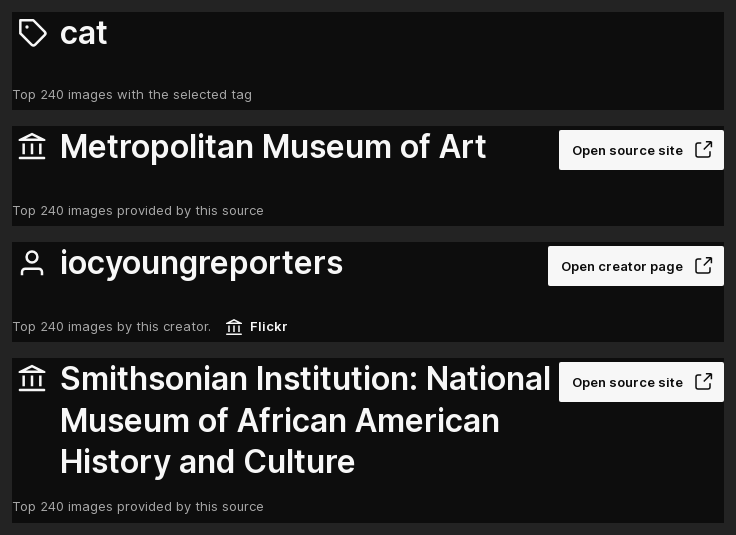 cat
Top 240 images with the selected tag
Metropolitan Museum of Art
Open source site
Top 240 images provided by this source
iocyoungreporters
Open creator page
Top 240 images by this creator.
Flickr
Smithsonian Institution: National
Open source site
Museum of African American
History and Culture
Top 240 images provided by this source